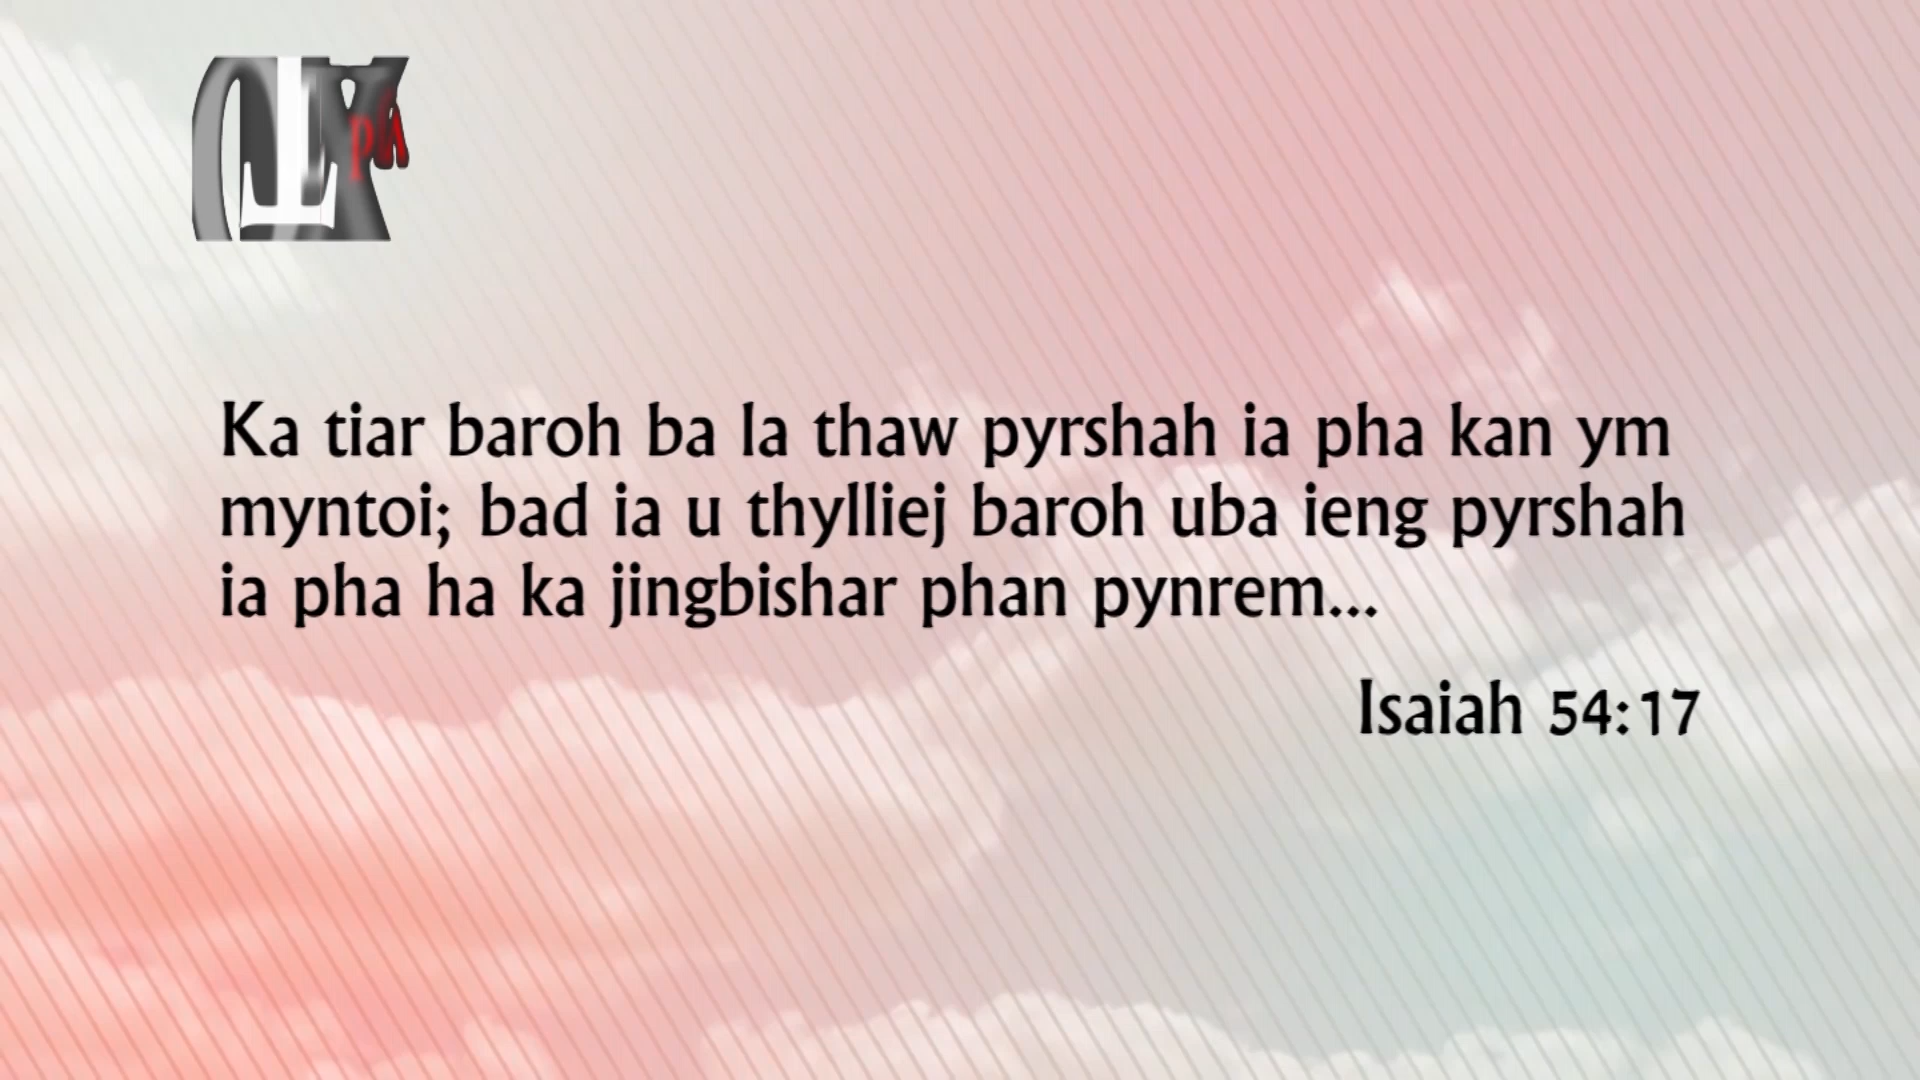 Ka tiar baroh ba la thaw pyrshah ia pha kan ym
myntoi; bad ia u thylliej baroh uba ieng pyrshah
ia pha ha ka jingbishar phan pynrem...
Isaiah 54:17